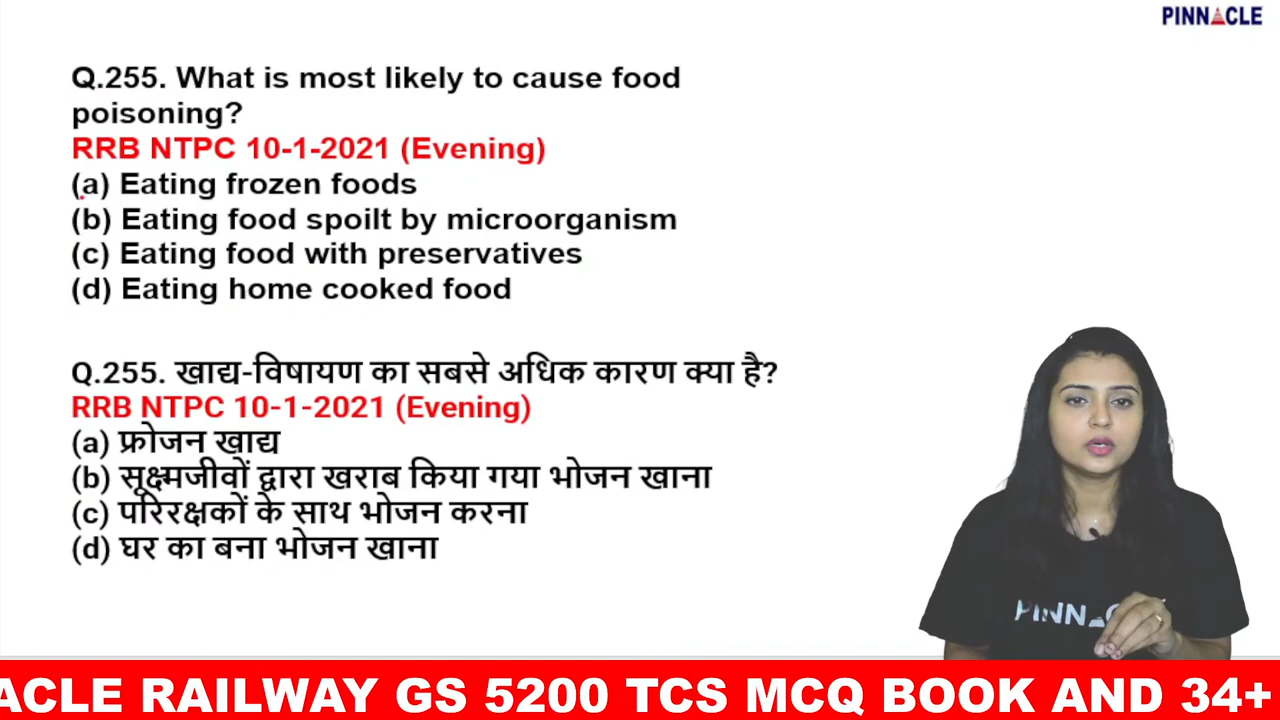 PINNACLE
Q.255. What is most likely to cause food
poisoning?
RRB NTPC 10-1-2021 (Evening)
(a) Eating frozen foods
(b) Eating food spoilt by microorganism
(c) Eating food with preservatives
(d) Eating home cooked food
Q.255. खाद्य-विषायण का सबसे अधिक कारण क्या है?
RRB NTPC 10-1-2021 (Evening)
(a) फ्रोजन खाद्य
(b) सूक्ष्मजीवों द्वारा खराब किया गया भोजन खाना
(c) परिरक्षकों के साथ भोजन करना
(d) घर का बना भोजन खाना
PINNAC
ACLE RAILWAY GS 5200 TCS MCQ BOOK AND 34+